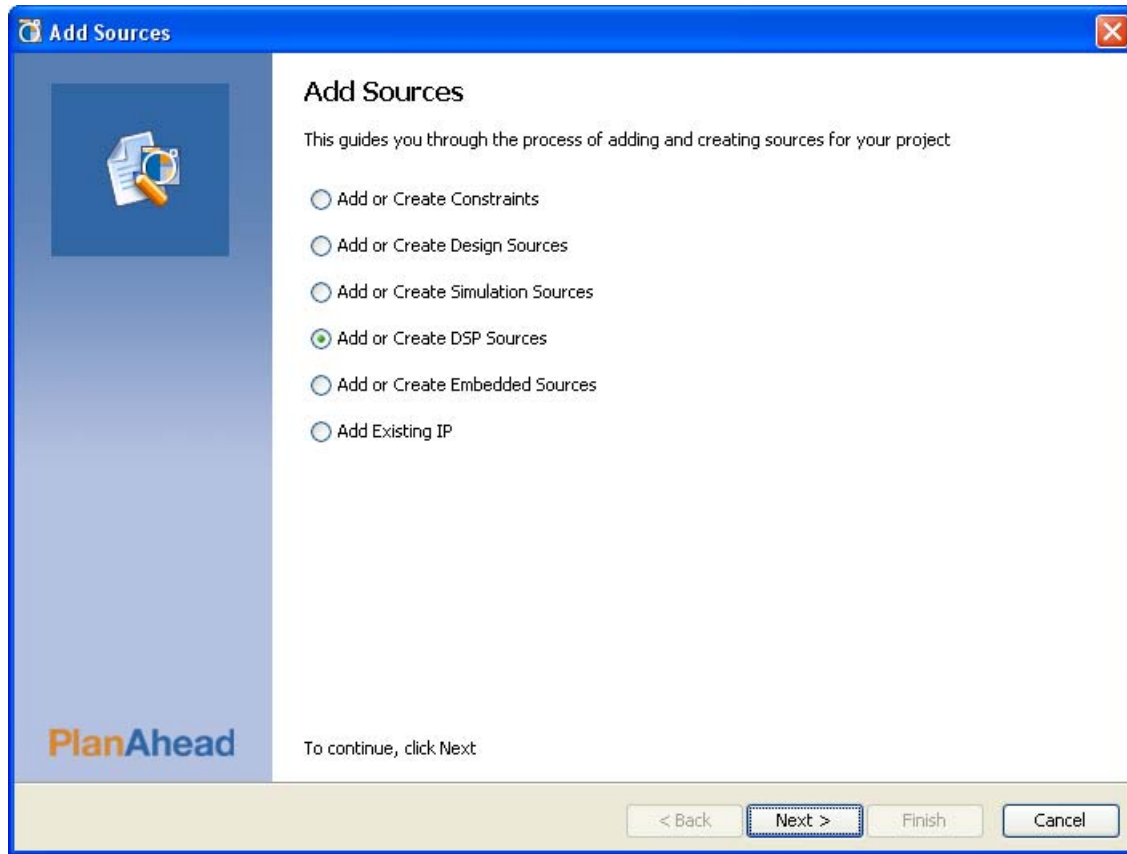 Add Sources
Add Sources
This guides you through the process of adding and creating sources for your project
Add or Create Constraints
Add or Create Design Sources
Add or Create Simulation Sources
Add or Create DSP Sources
Add or Create Embedded Sources
Add Existing IP
PlanAhead
To continue, click Next
< Back
Next >
Finish
Cancel